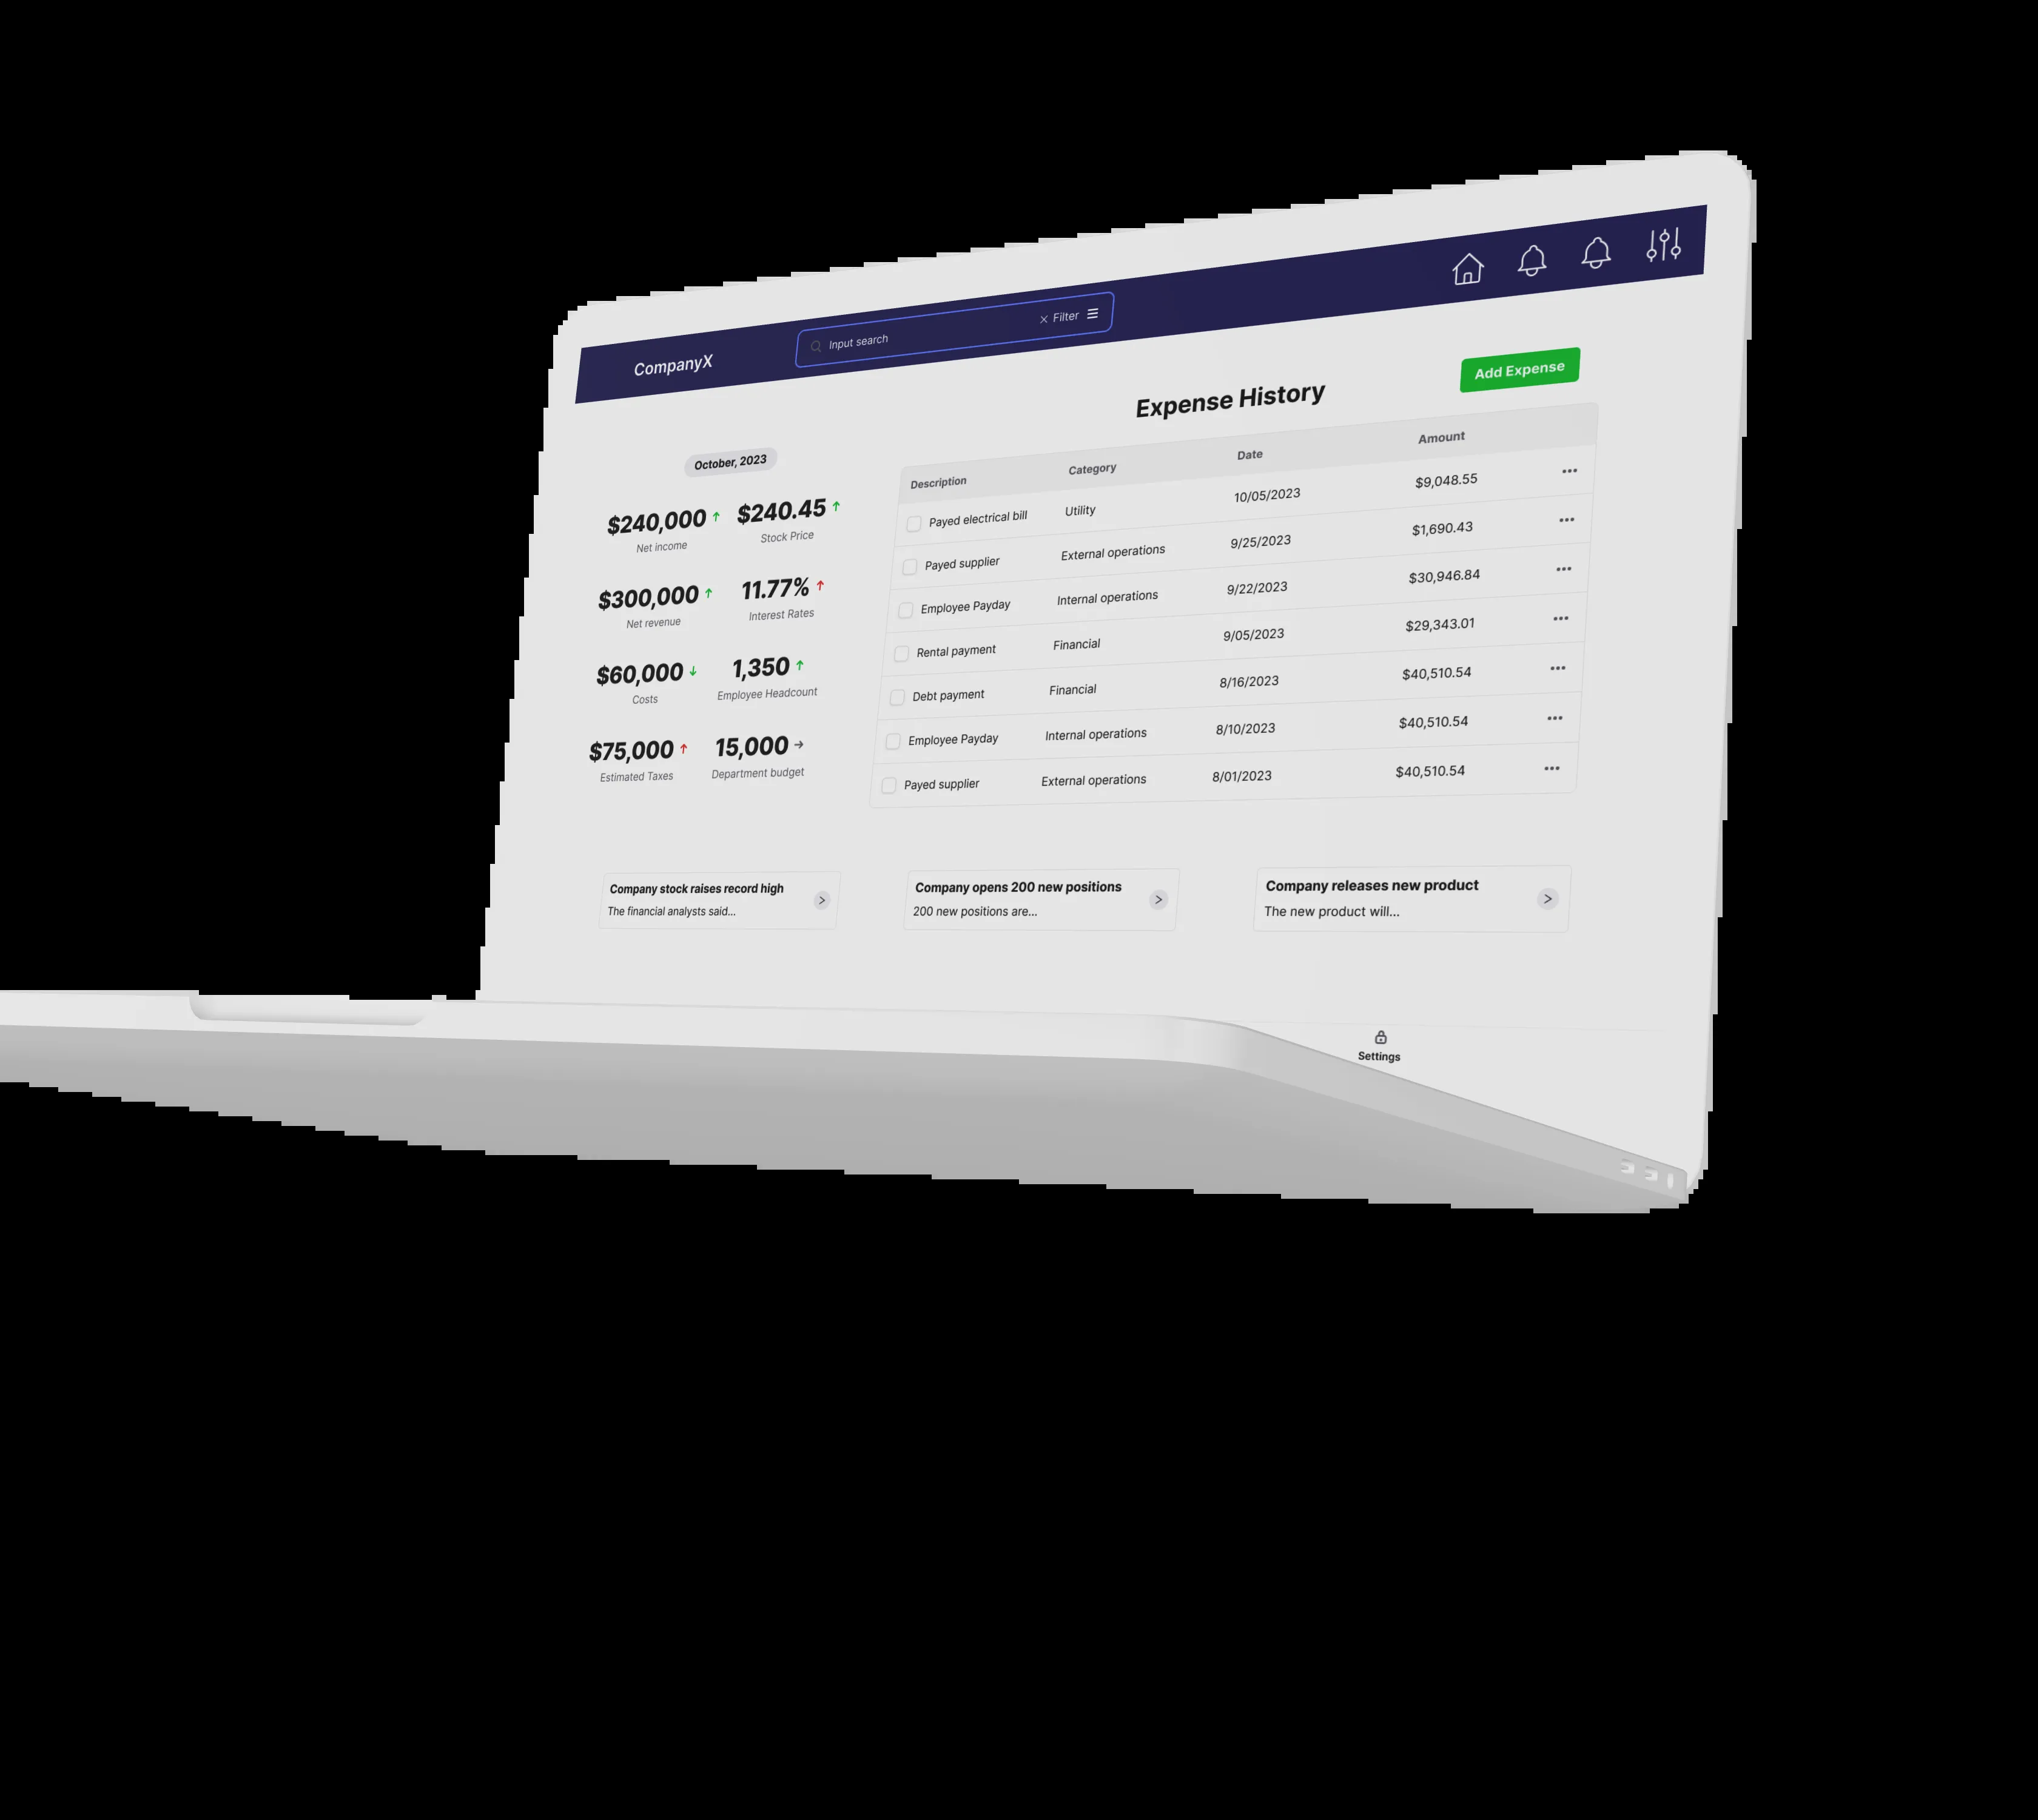 CompanyX
Input search
Filter
October, 2023
$240,000
Net income
$240.45
Stock Price
$300,000
Net revenue
11.77%
Interest Rates
$60,000
Costs
1,350
Employee Headcount
$75,000
Estimated Taxes
15,000
Department budget
Expense History
Add Expense
Description Category Date Amount
Payed electrical bill Utility 10/05/2023 $9,048.55
Payed supplier External operations 9/25/2023 $1,690.43
Employee Payday Internal operations 9/22/2023 $30,946.84
Rental payment Financial 9/05/2023 $29,343.01
Debt payment Financial 8/16/2023 $40,510.54
Employee Payday Internal operations 8/10/2023 $40,510.54
Payed supplier External operations 8/01/2023 $40,510.54
Company stock raises record high
The financial analysts said...
Company opens 200 new positions
200 new positions are...
Company releases new product
The new product will...
Settings